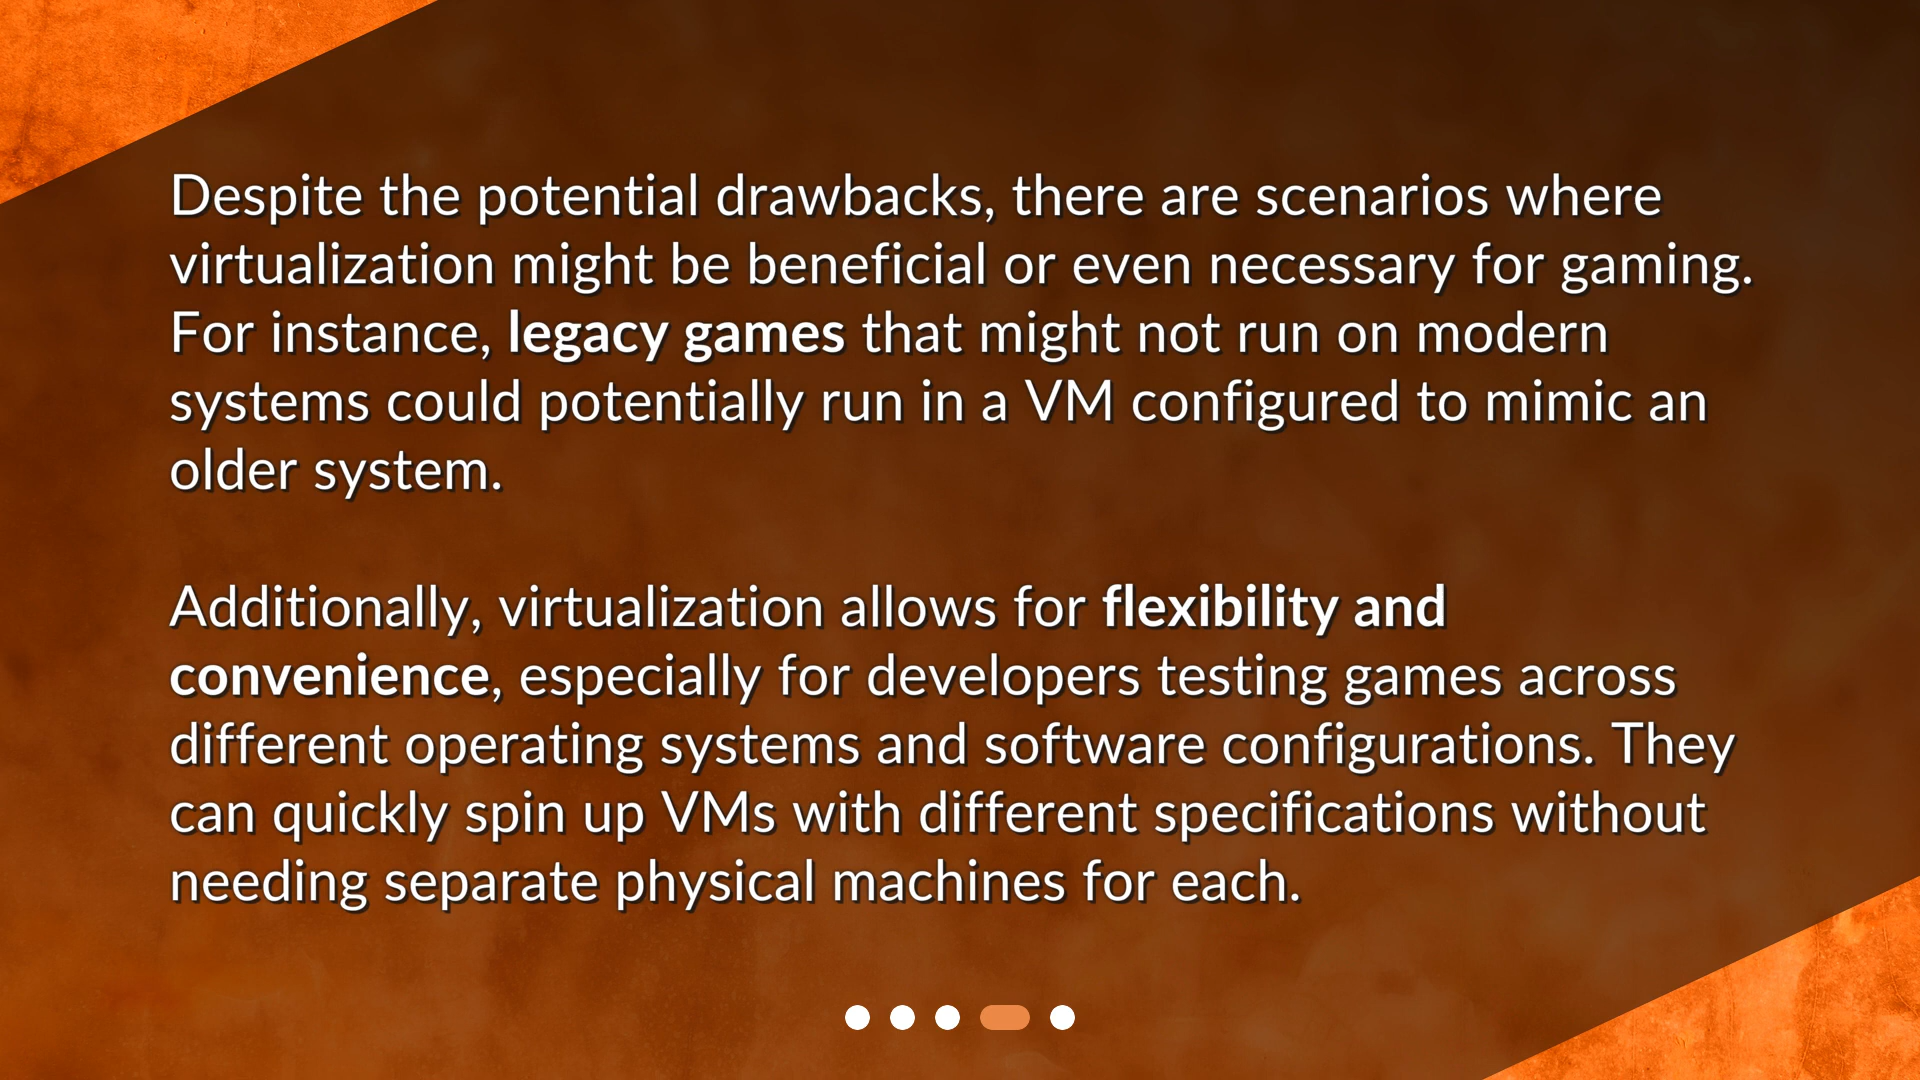 Despite the potential drawbacks, there are scenarios where
virtualization might be beneficial or even necessary for gaming.
For instance, legacy games that might not run on modern
systems could potentially run in a VM configured to mimic an
older system.
Additionally, virtualization allows for flexibility and
convenience, especially for developers testing games across
different operating systems and software configurations. They
can quickly spin up VMs with different specifications without
needing separate physical machines for each.